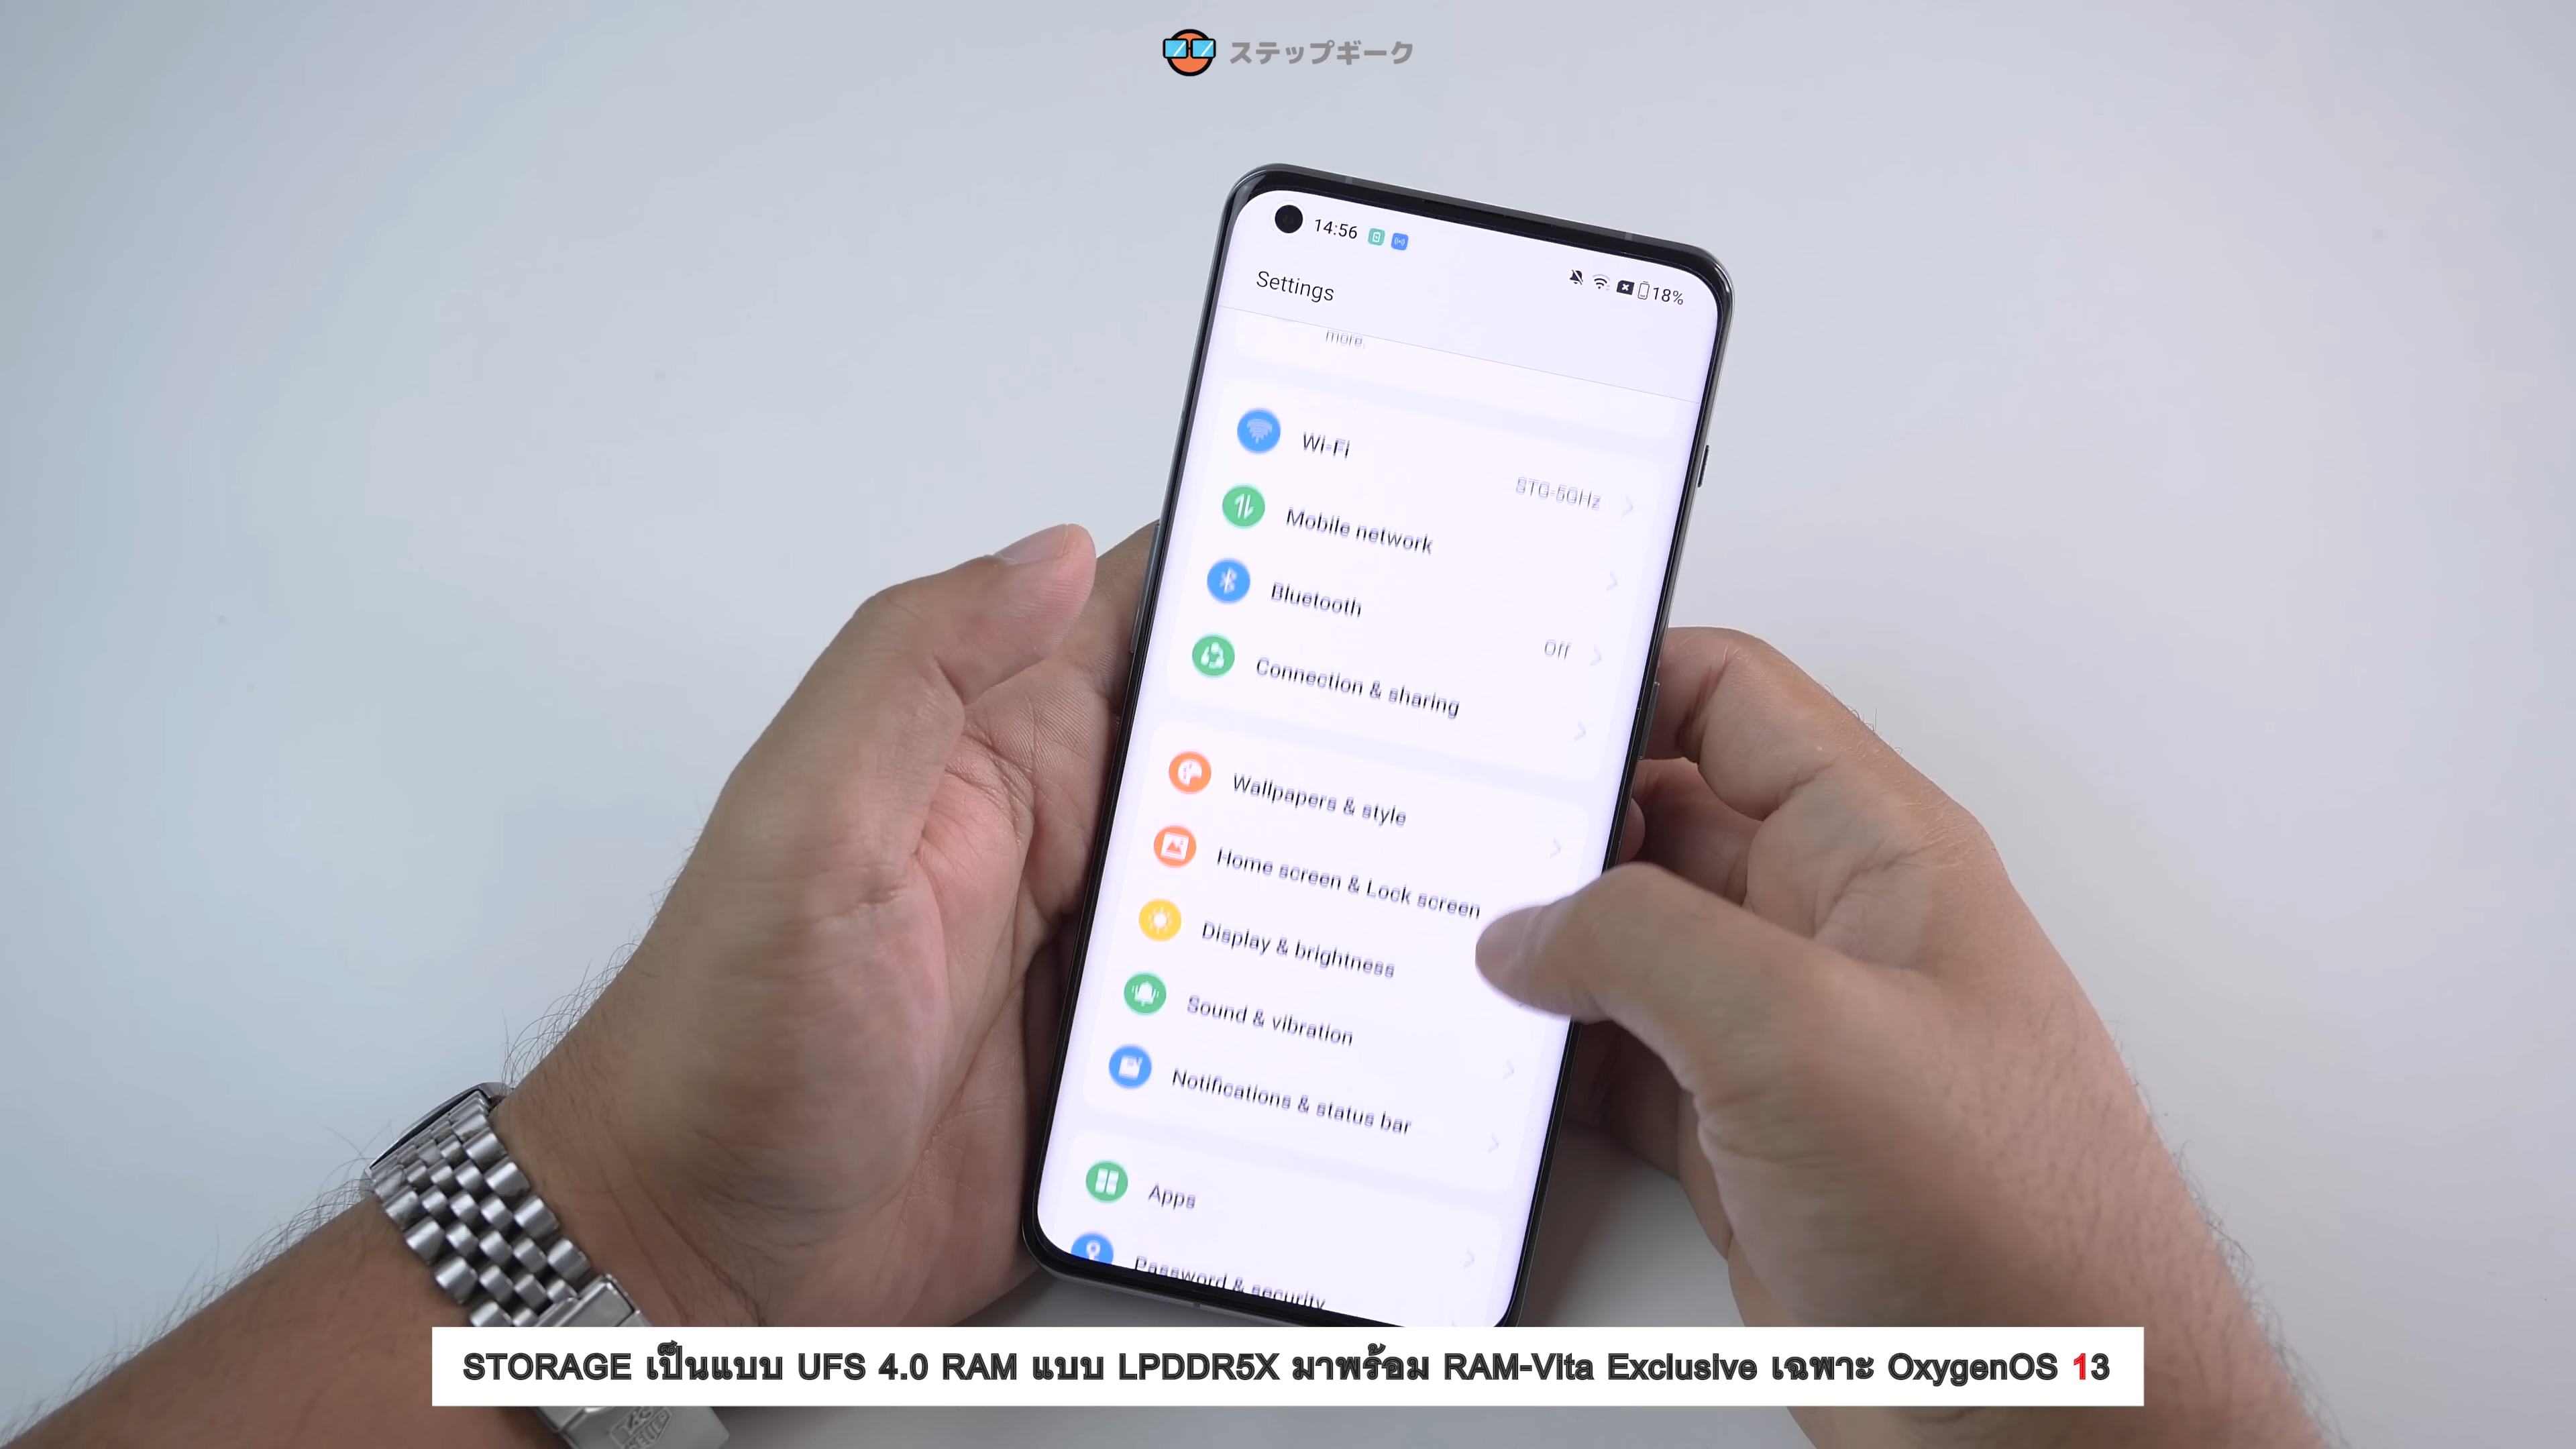 ステップギーク
14:56
18%
Settings
more.
Wi-Fi
STG-5GHz
Mobile network
Bluetooth
Off
Connection & sharing
Wallpapers & style
Home screen & Lock screen
Display & brightness
Sound & vibration
Notifications & status bar
Apps
Password & security
STORAGE เป็นแบบ UFS 4.0 RAM แบบ LPDDR5X มาพร้อม RAM-Vita Exclusive เฉพาะ OxygenOS 13